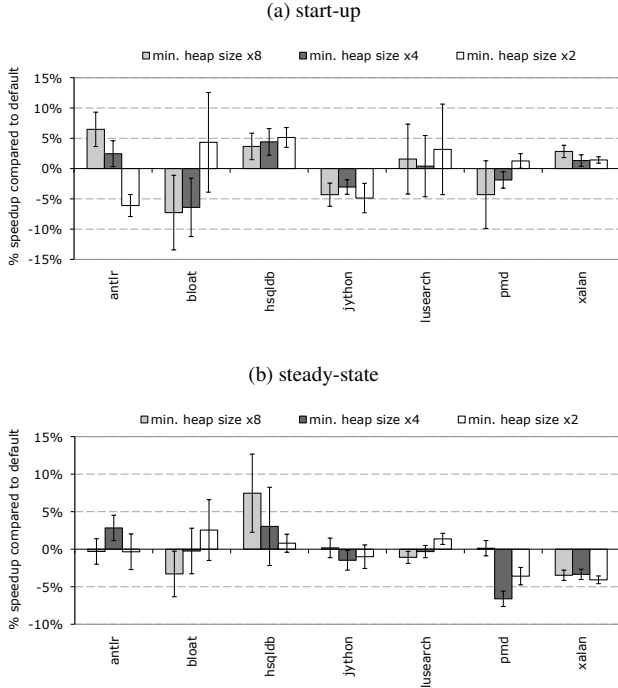 (a) start-up
min. heap size x8 min. heap size x4 min. heap size x2
% speedup compared to default
15%
10%
5%
0%
-5%
-10%
-15%
antlr
bloat
hsqldb
jython
lusearch
pmd
xalan
(b) steady-state
min. heap size x8 min. heap size x4 min. heap size x2
% speedup compared to default
15%
10%
5%
0%
-5%
-10%
antlr
bloat
hsqldb
jython
lusearch
pmd
xalan